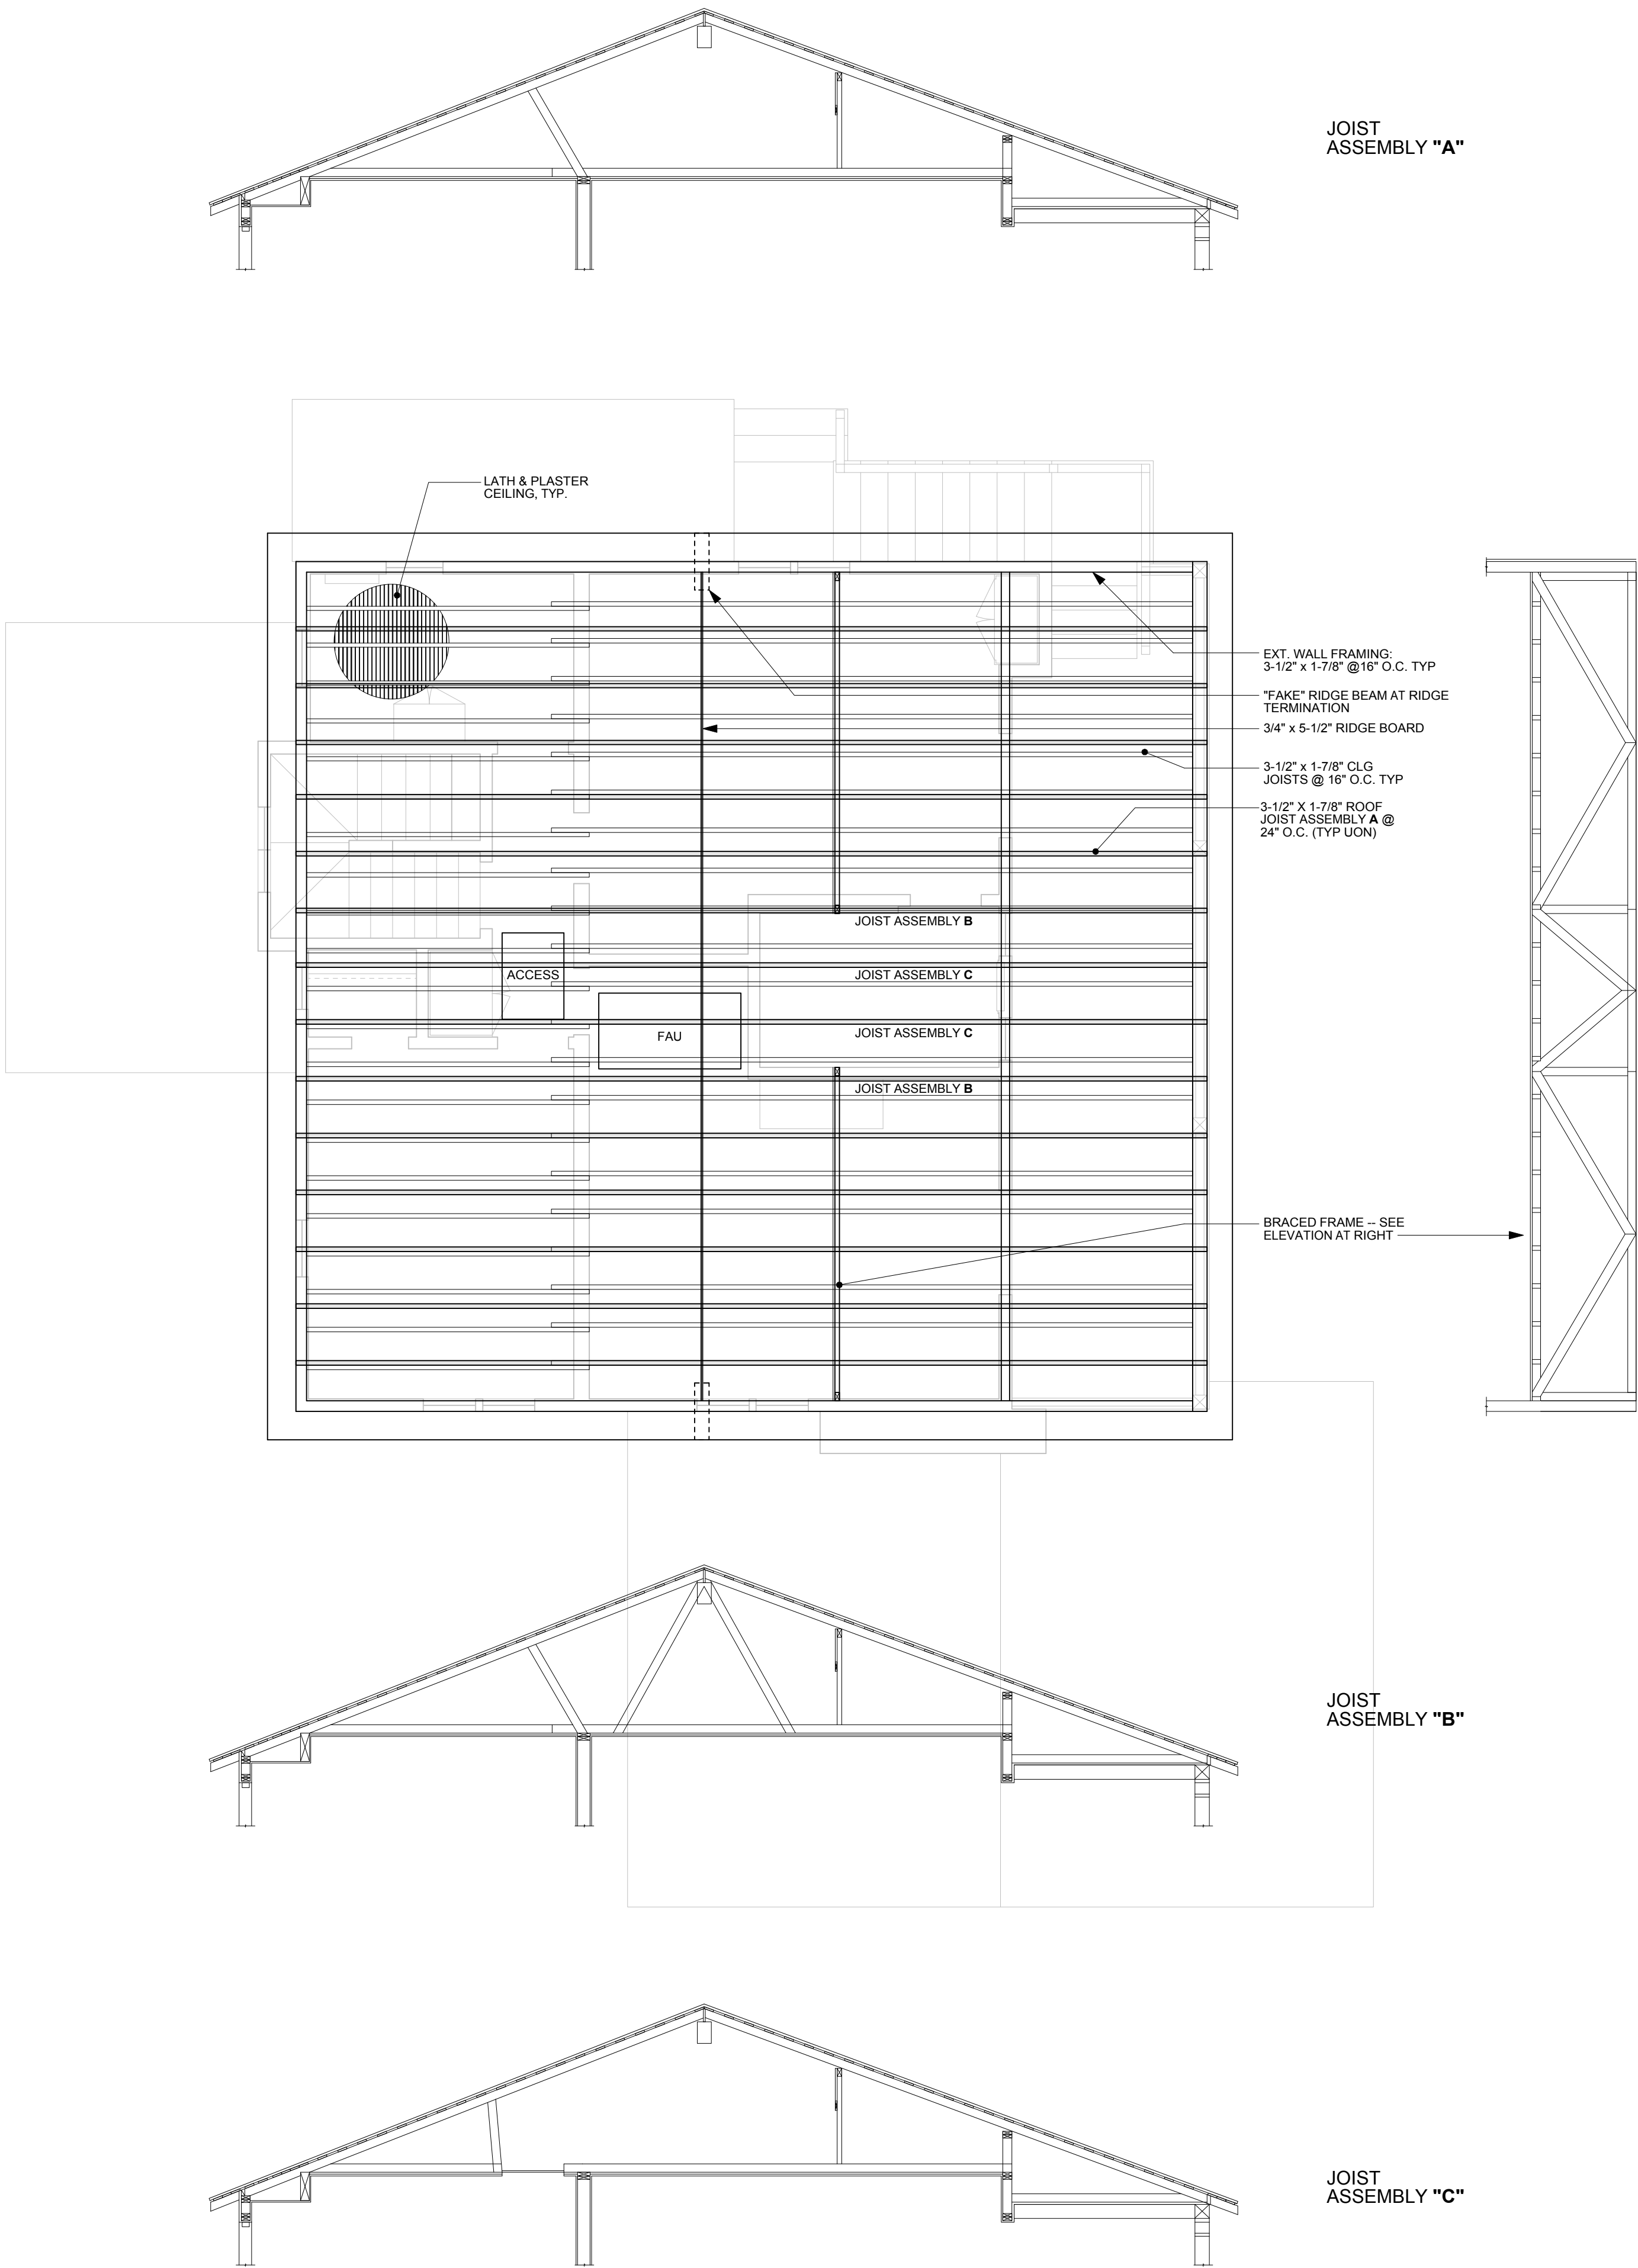 JOIST
ASSEMBLY "A"
LATH & PLASTER
CEILING, TYP.
EXT. WALL FRAMING:
3-1/2" x 1-7/8" @16" O.C. TYP
"FAKE" RIDGE BEAM AT RIDGE
TERMINATION
3/4" x 5-1/2" RIDGE BOARD
3-1/2" x 1-7/8" CLG
JOISTS @ 16" O.C. TYP
3-1/2" X 1-7/8" ROOF
JOIST ASSEMBLY A @
24" O.C. (TYP UON)
JOIST ASSEMBLY B
ACCESS
JOIST ASSEMBLY C
FAU
JOIST ASSEMBLY C
JOIST ASSEMBLY B
BRACED FRAME -- SEE
ELEVATION AT RIGHT
JOIST
ASSEMBLY "B"
JOIST
ASSEMBLY "C"